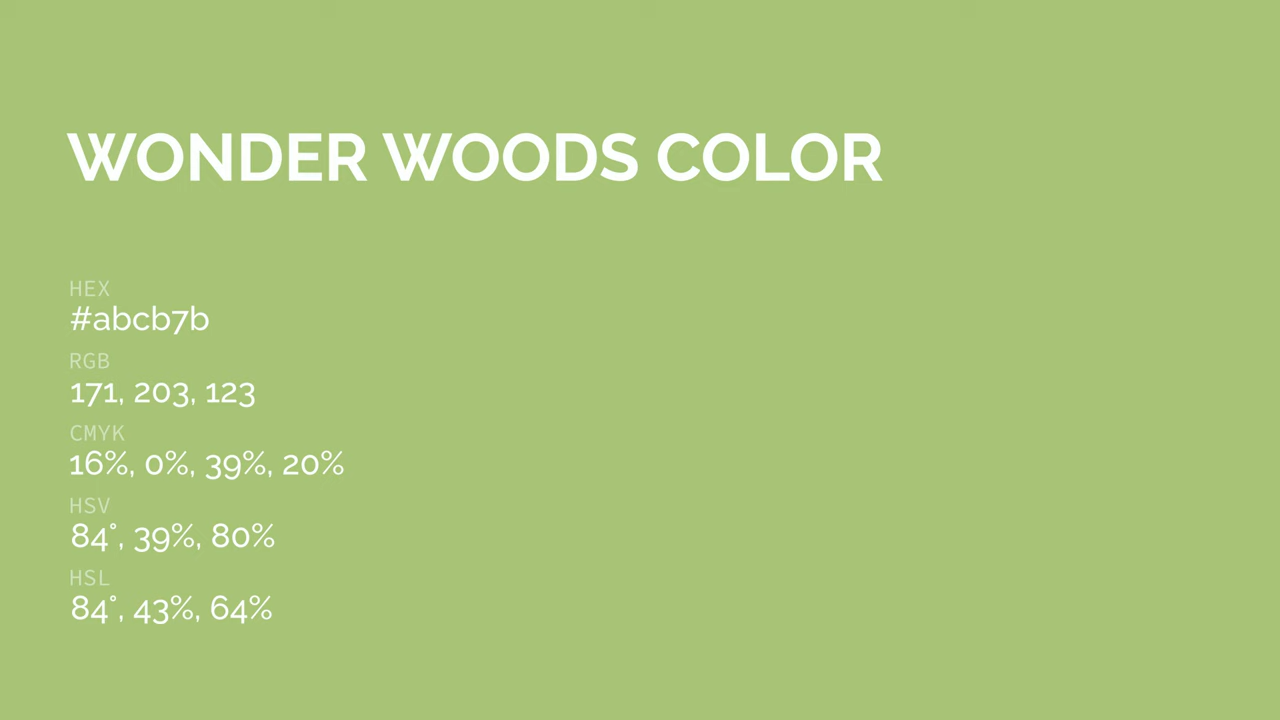 WONDER WOODS COLOR
HEX
#abcb7b
RGB
171, 203, 123
CMYK
16%, 0%, 39%, 20%
HSV
84°, 39%, 80%
HSL
84°, 43%, 64%